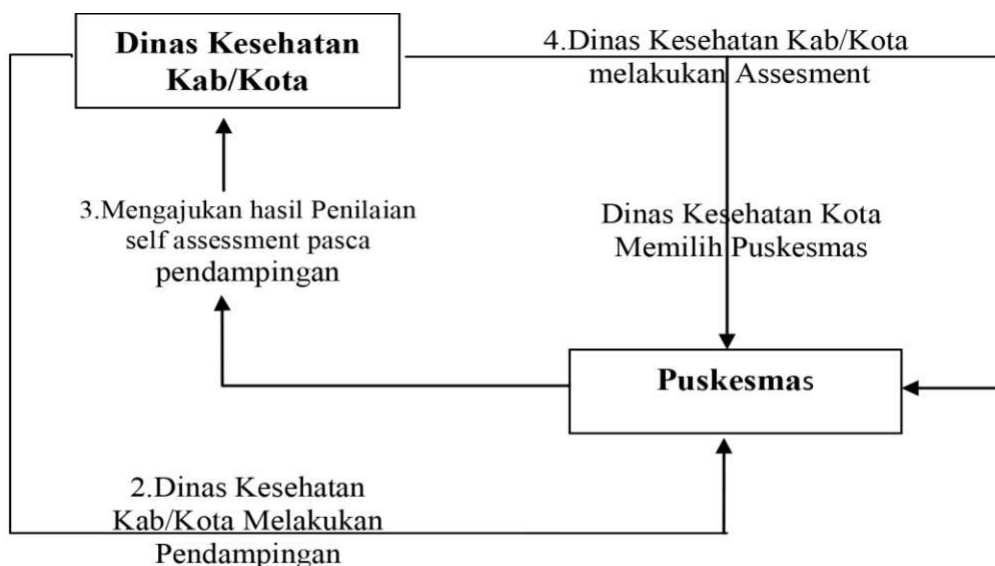 Dinas Kesehatan
Kab/Kota
4.Dinas Kesehatan Kab/Kota
melakukan Assesment
3.Mengajukan hasil Penilaian
self assessment pasca
pendampingan
Dinas Kesehatan Kota
Memilih Puskesmas
Puskesmas
2.Dinas Kesehatan
Kab/Kota Melakukan
Pendampingan